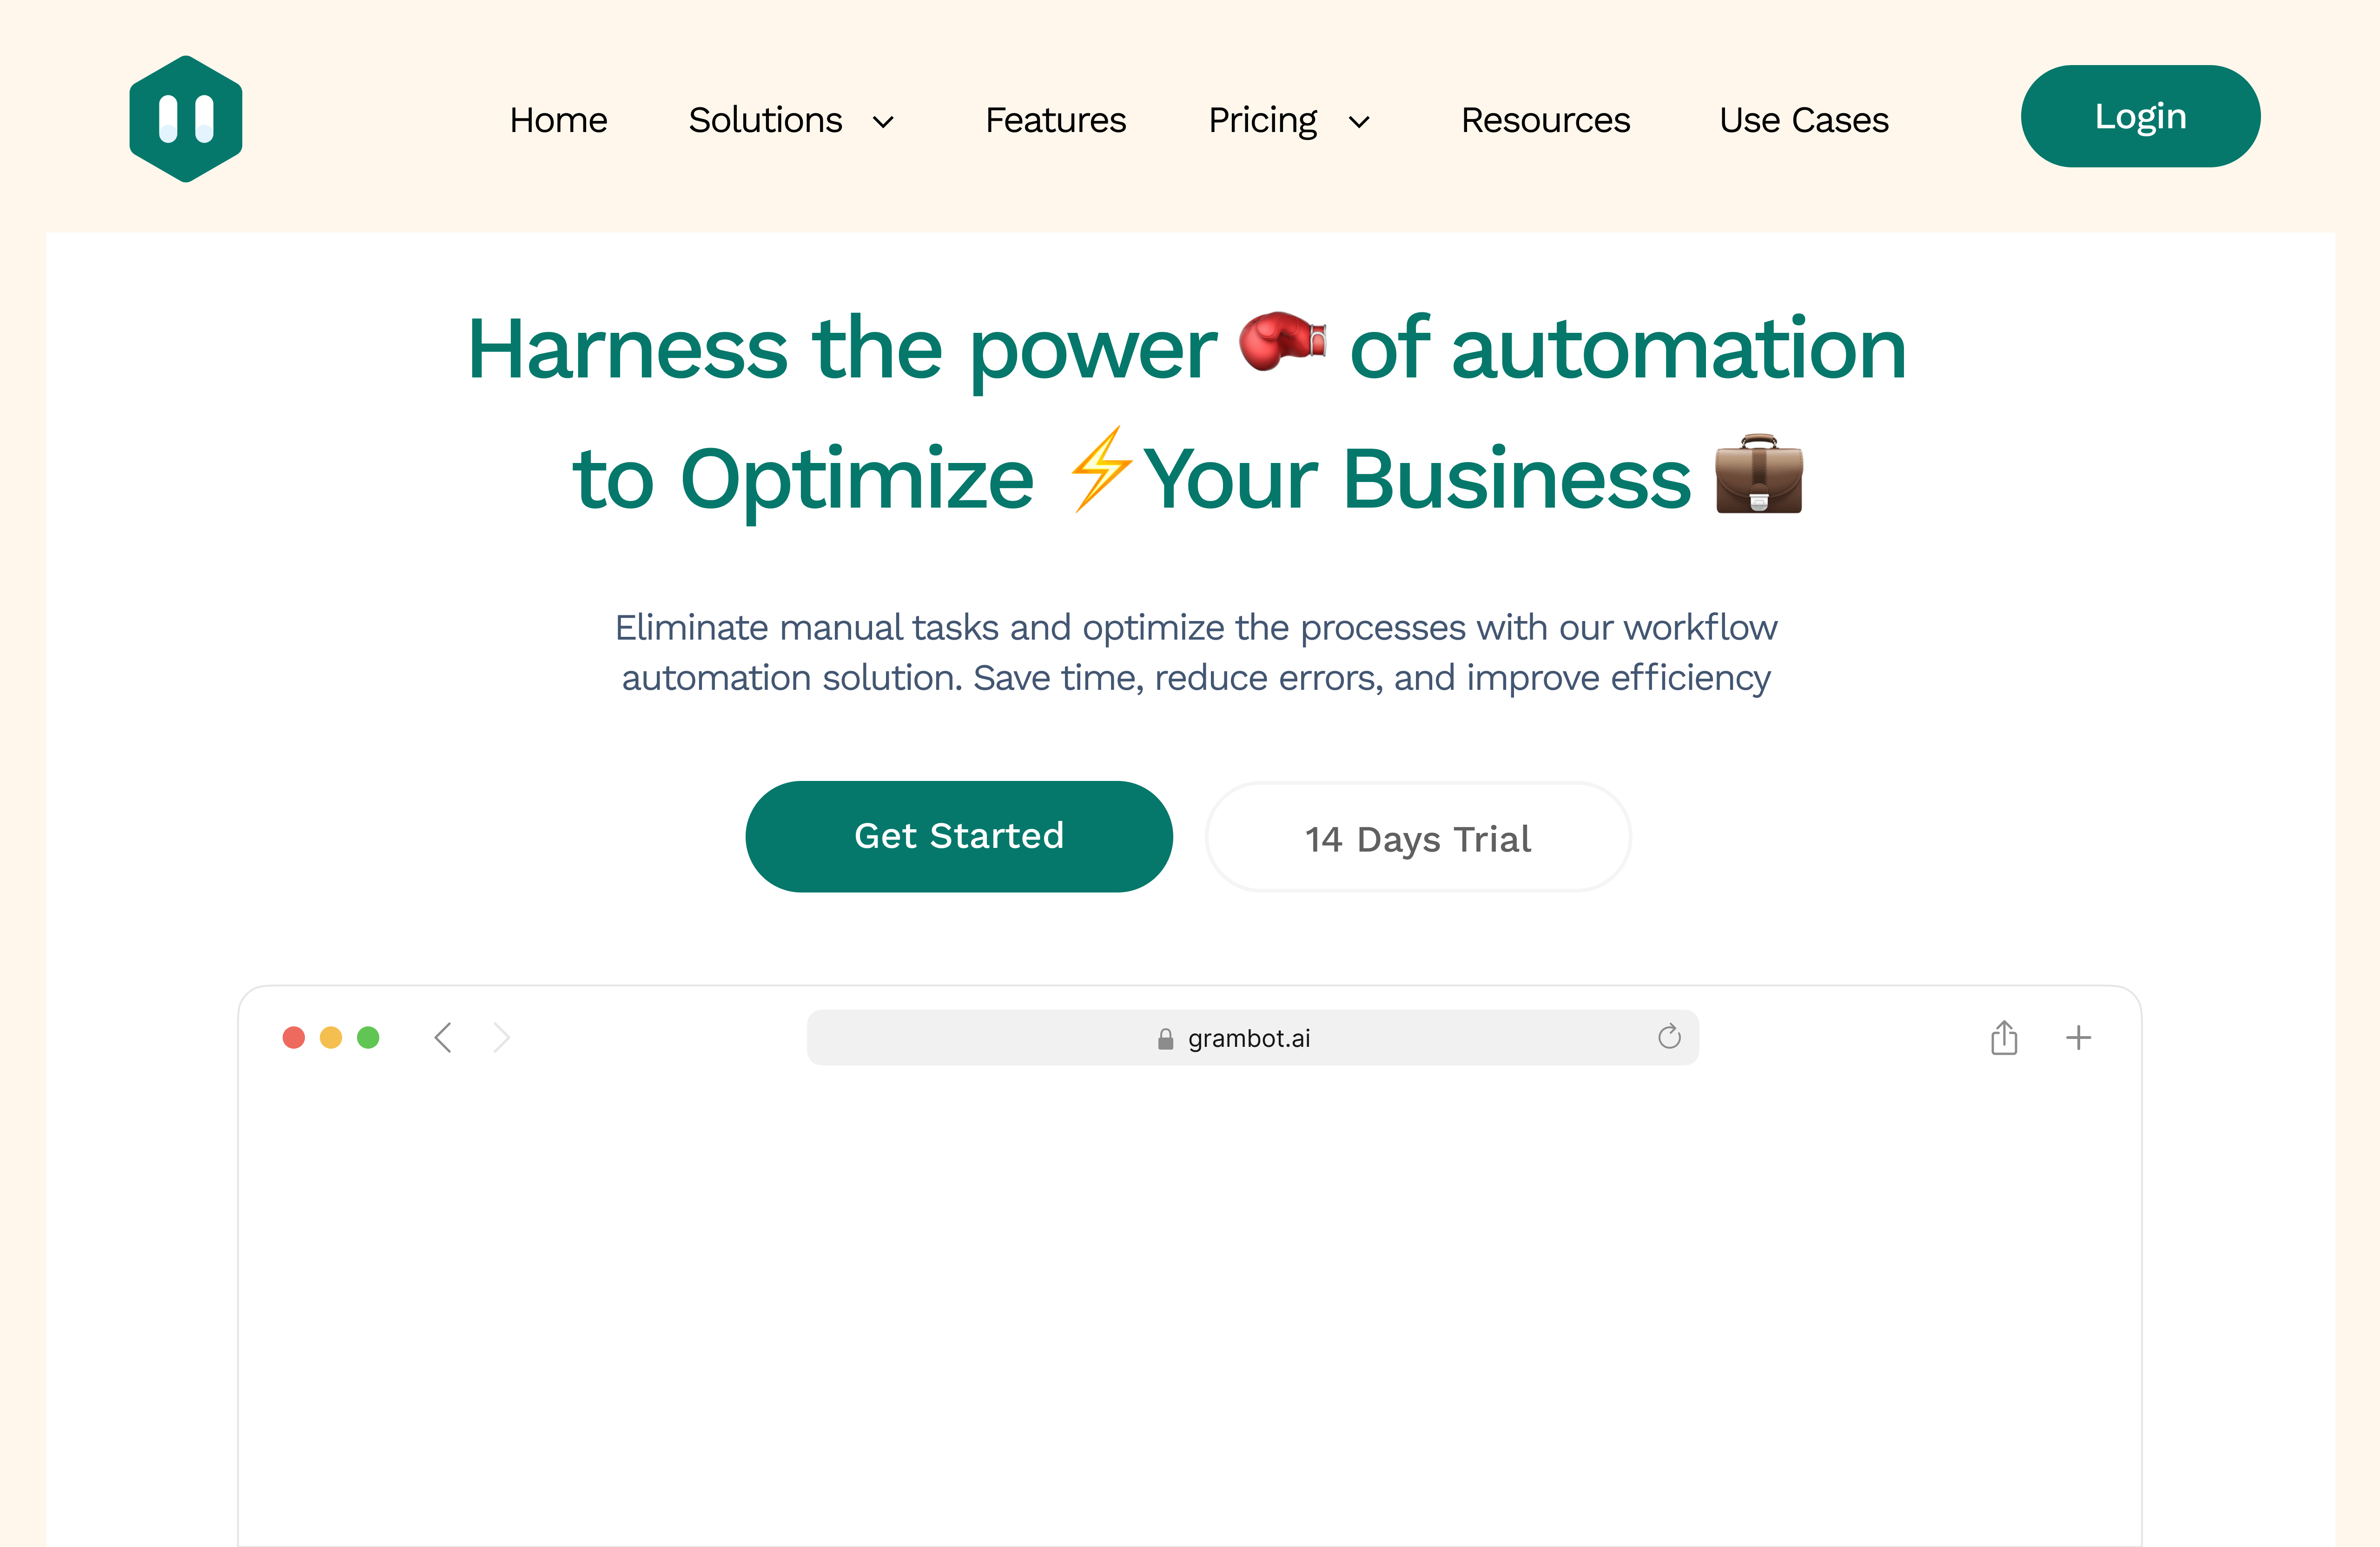 Home Solutions Features Pricing Resources Use Cases Login
Harness the power 🥊 of automation
to Optimize ⚡Your Business 💼
Eliminate manual tasks and optimize the processes with our workflow
automation solution. Save time, reduce errors, and improve efficiency
Get Started 14 Days Trial
grambot.ai